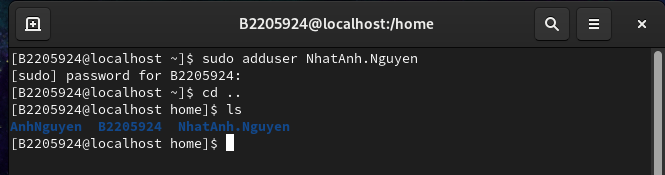 B2205924@localhost:/home
[B2205924@localhost ~]$ sudo adduser NhatAnh.Nguyen
[sudo] password for B2205924:
[B2205924@localhost ~]$ cd ..
[B2205924@localhost home]$ ls
AnhNguyen  B2205924  NhatAnh.Nguyen
[B2205924@localhost home]$